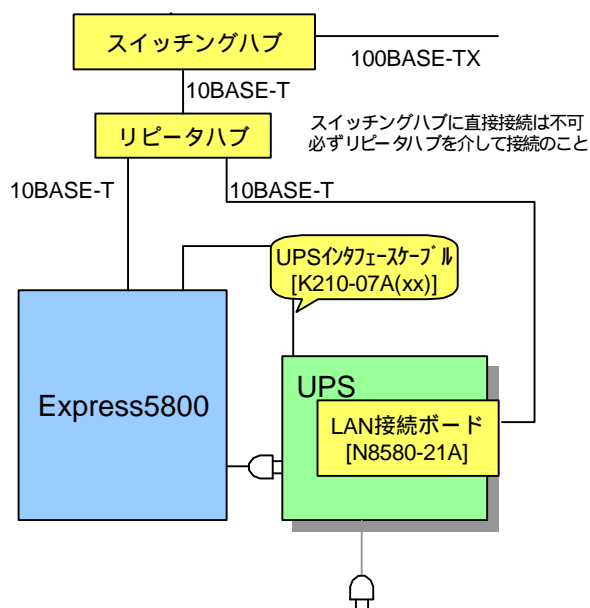 スイッチングハブ
100BASE-TX
10BASE-T
リピータハブ
スイッチングハブに直接接続は不可
必ずリピータハブを介して接続のこと
10BASE-T
10BASE-T
UPSｲﾝﾀﾌｪｰｽｹｰﾌﾞﾙ
[K210-07A(xx)]
Express5800
UPS
LAN接続ボード
[N8580-21A]